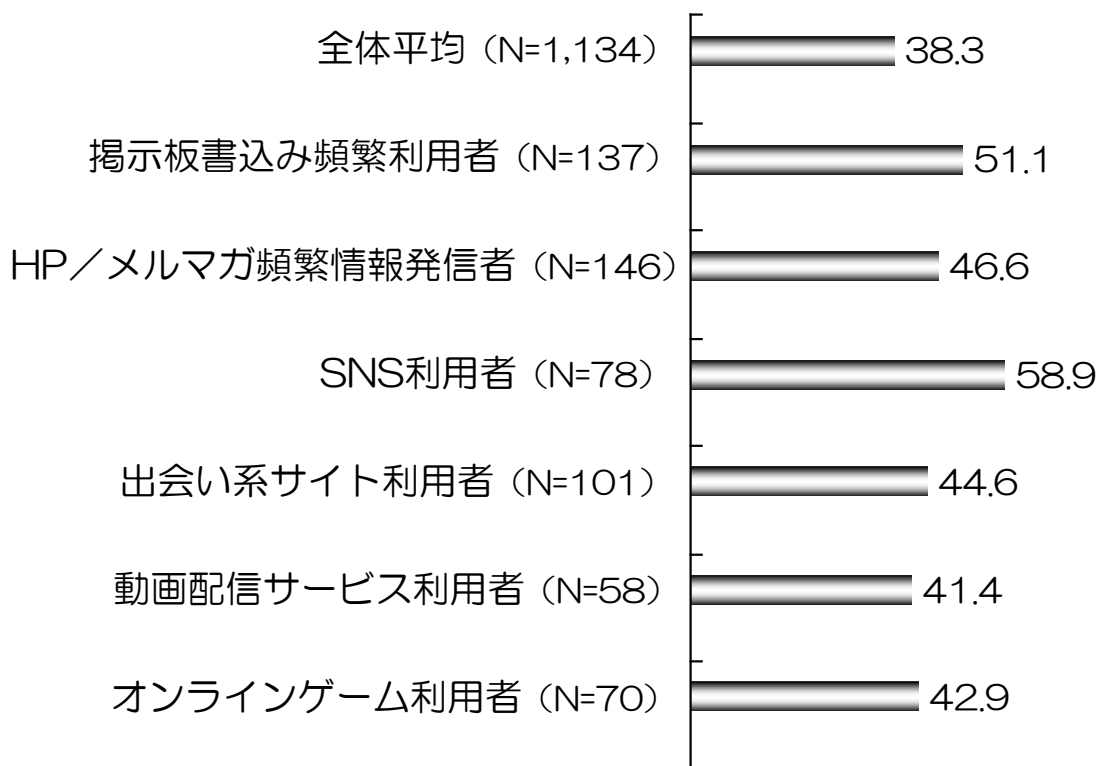 全体平均（N=1,134） 38.3
掲示板書込み頻繁利用者（N=137） 51.1
HP／メルマガ頻繁情報発信者（N=146） 46.6
SNS利用者（N=78） 58.9
出会い系サイト利用者（N=101） 44.6
動画配信サービス利用者（N=58） 41.4
オンラインゲーム利用者（N=70） 42.9